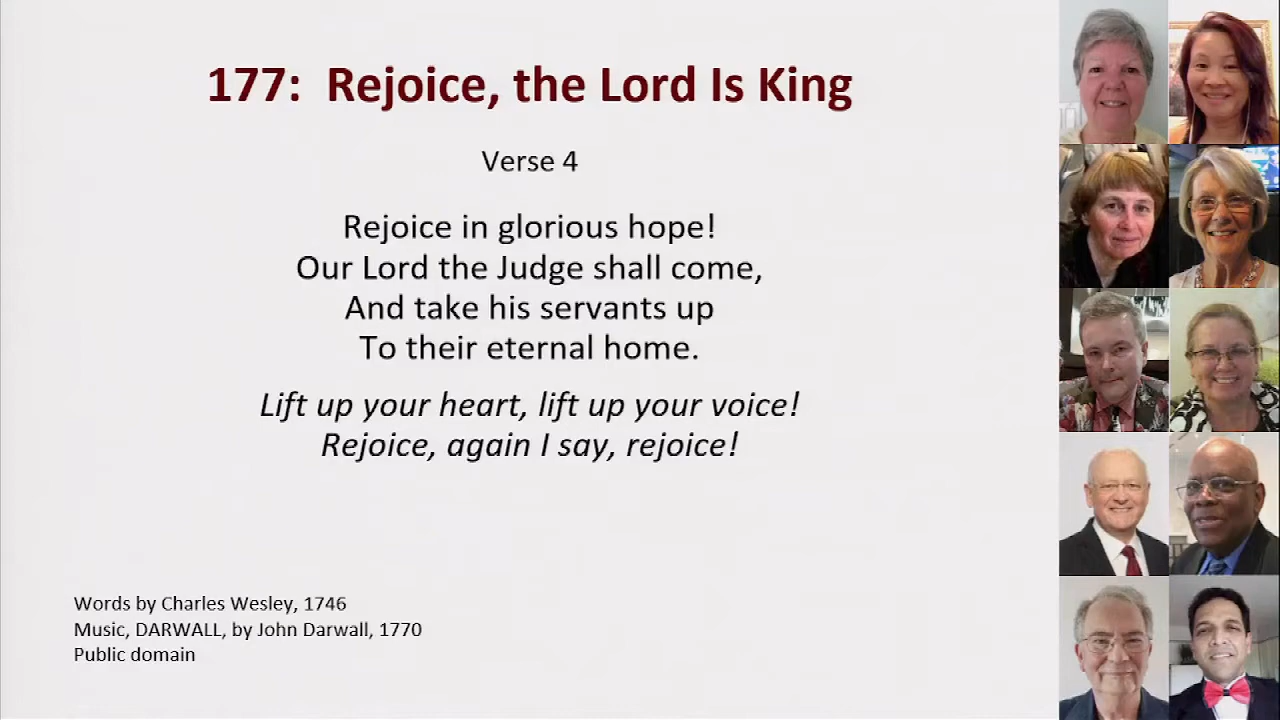 177: Rejoice, the Lord Is King
Verse 4
Rejoice in glorious hope!
Our Lord the Judge shall come,
And take his servants up
To their eternal home.
Lift up your heart, lift up your voice!
Rejoice, again I say, rejoice!
Words by Charles Wesley, 1746
Music, DARWALL, by John Darwall, 1770
Public domain